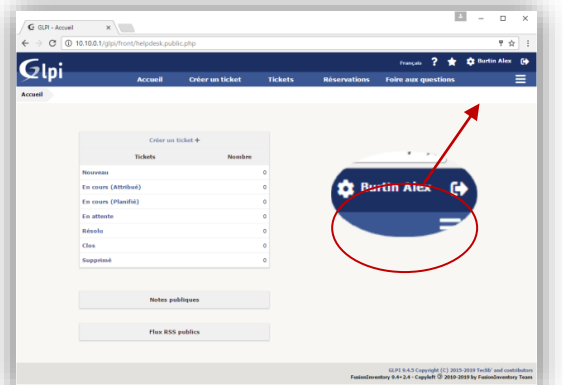 GLPI - Accueil
10.10.0.1/glpi/front/helpdesk.public.php
Français ? Burtin Alex
Glpi
Accueil Créer un ticket Tickets Réservations Foire aux questions
Accueil
Créer un ticket +
Tickets Nombre
Nouveau 0
En cours (Attribué) 0
En cours (Planifié) 0
En attente 0
Résolu 0
Clos 0
Supprimé 0
Burtin Alex
Notes publiques
Flux RSS publics
GLPI 9.4.5 Copyright (C) 2015-2019 Teclib' and contributors
FusionInventory 9.4+2.4 - Copyleft © 2010-2019 by FusionInventory Team